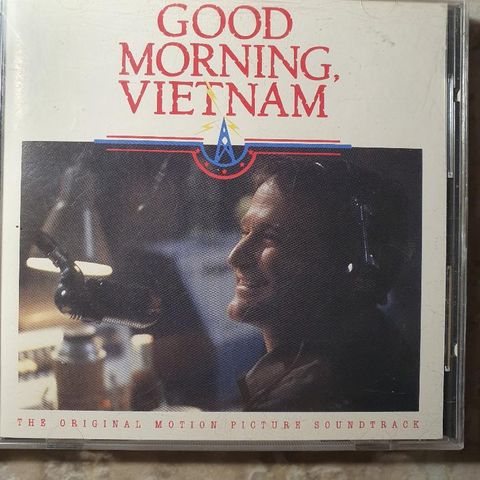 GOOD
MORNING,
VIETNAM
THE ORIGINAL MOTION PICTURE SOUNDTRACK